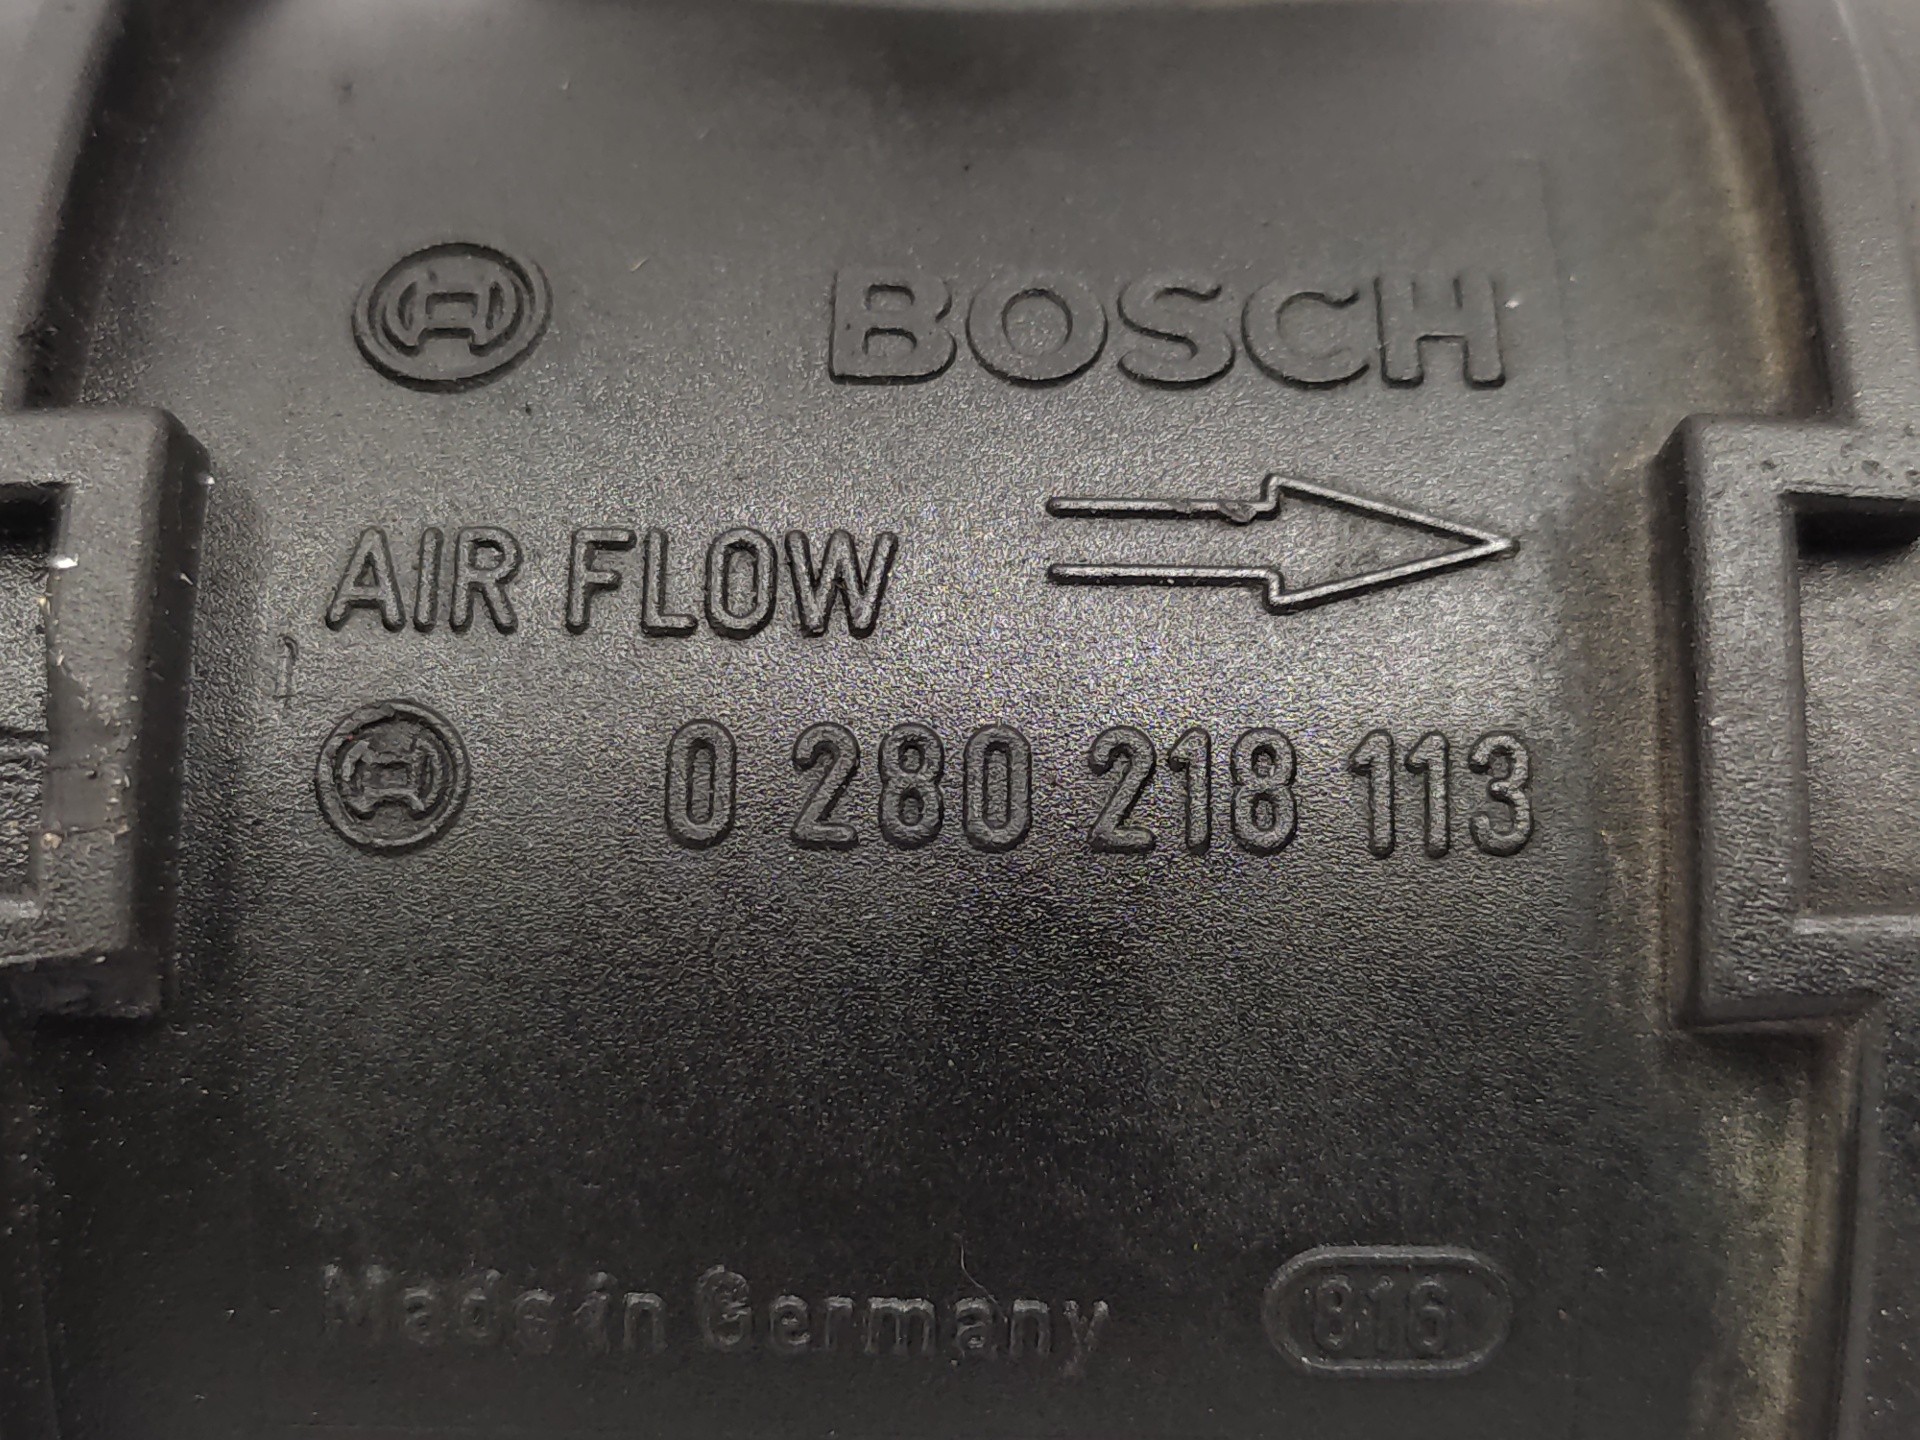 BOSCH
AIR FLOW
0 280 218 113
Made in Germany
816